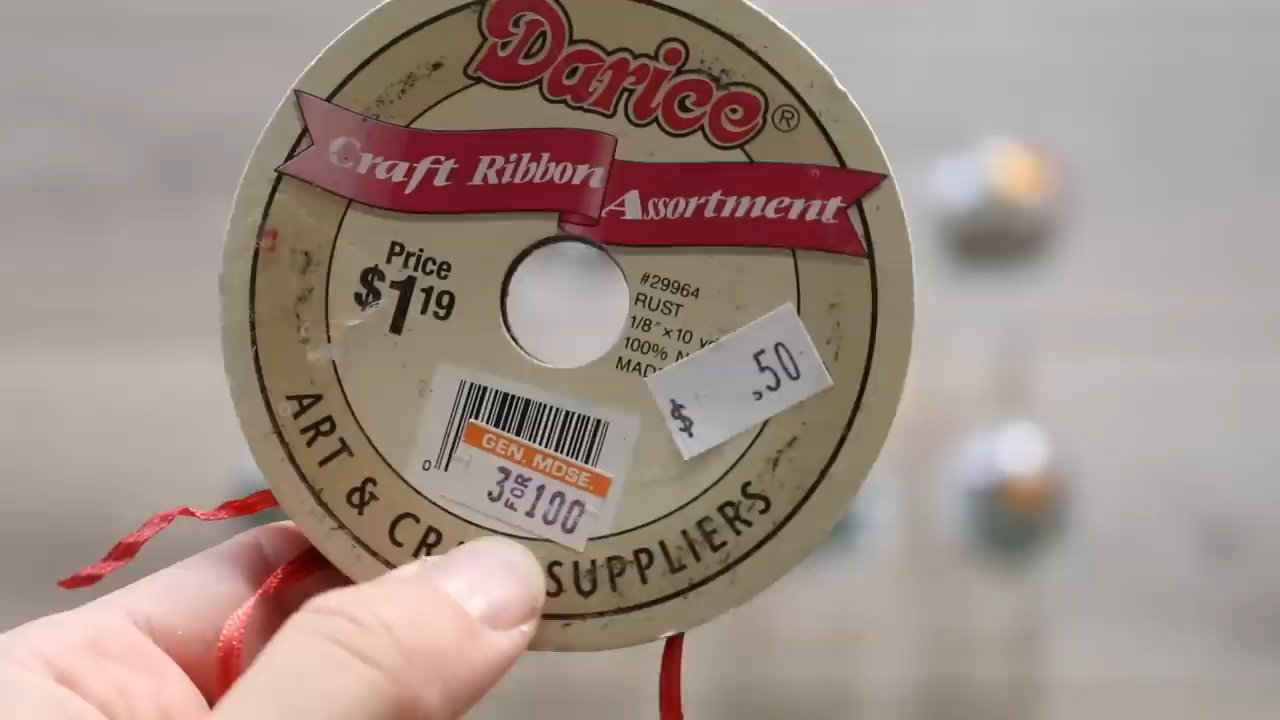 Darice®
Craft Ribbon Assortment
Price
$1 19
#29964
RUST
1/8" x 10
100%
$ .50
0
GEN. MDSE.
3 FOR 100
ART & SUPPLIERS